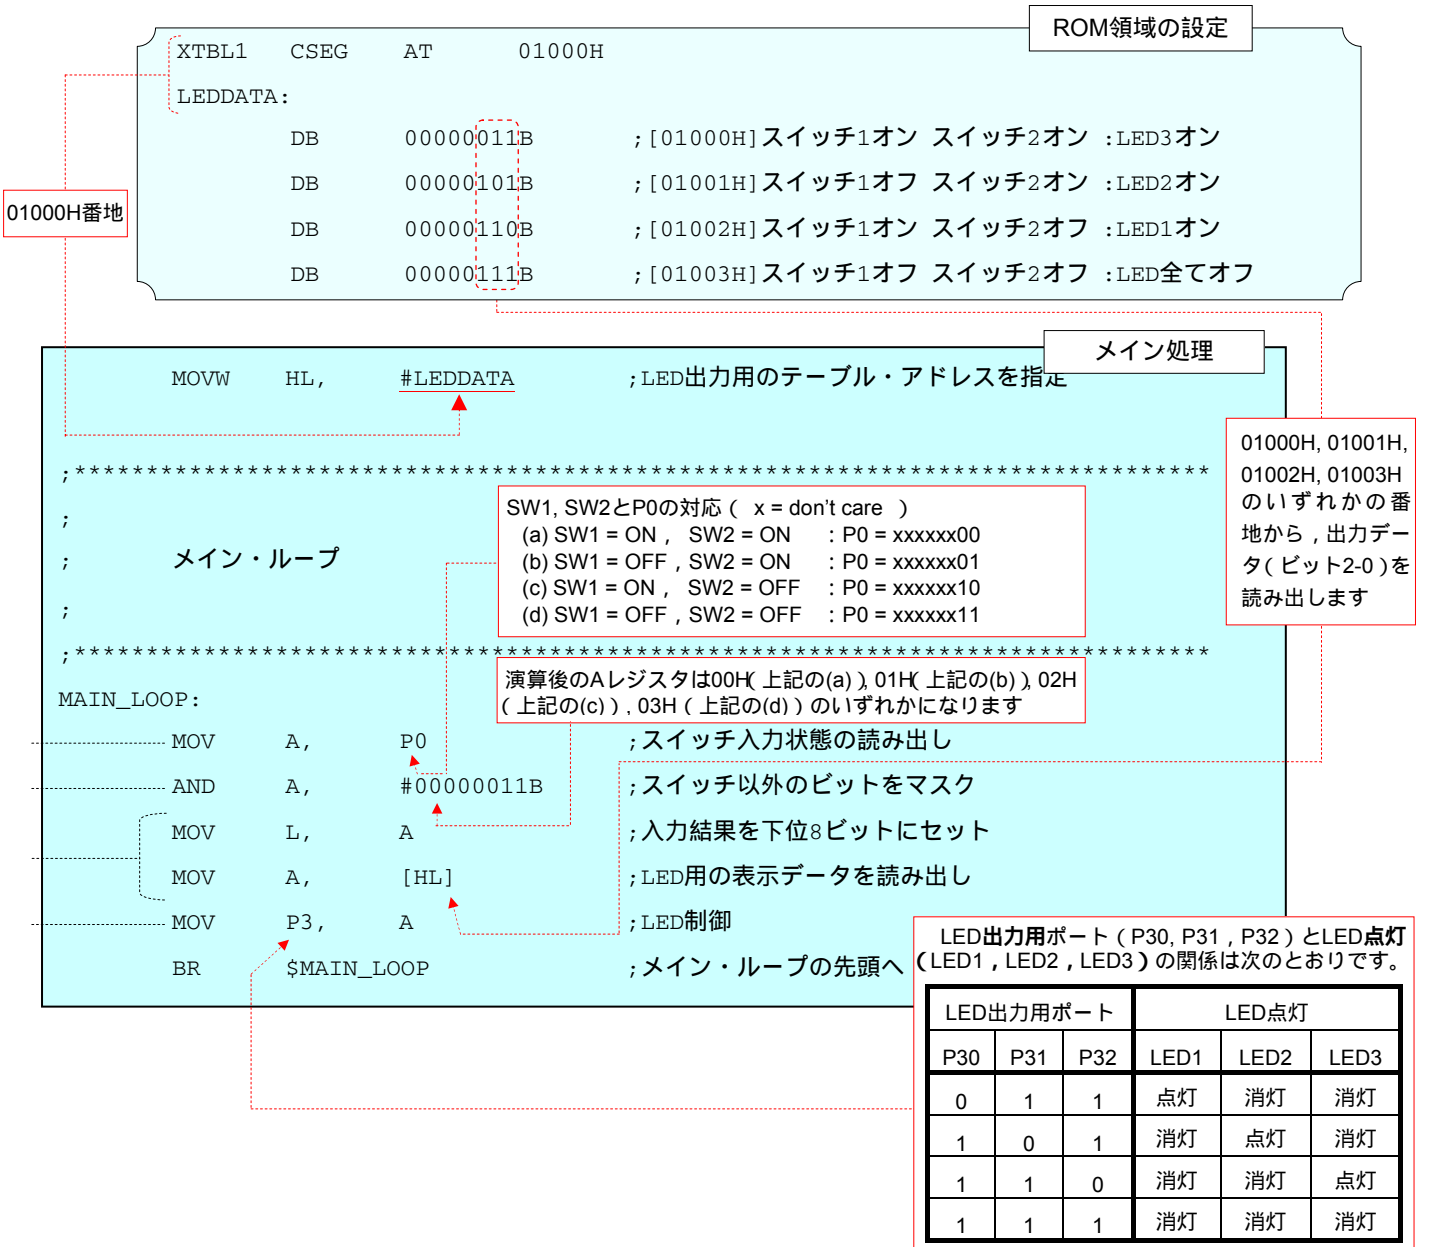 ROM領域の設定
XTBL1 CSEG AT 01000H
LEDDATA:
DB 00000011B ;[01000H]スイッチ1オン スイッチ2オン :LED3オン
DB 00000101B ;[01001H]スイッチ1オフ スイッチ2オン :LED2オン
DB 00000110B ;[01002H]スイッチ1オン スイッチ2オフ :LED1オン
DB 00000111B ;[01003H]スイッチ1オフ スイッチ2オフ :LED全てオフ
01000H番地
メイン処理
MOVW HL, #LEDDATA ;LED出力用のテーブル・アドレスを指定
01000H, 01001H,
01002H, 01003H
のいずれかの番
地から，出力デー
タ（ビット2-0）を
読み出します
;*******************************************************************************
;
; メイン・ループ
;
;*******************************************************************************
SW1, SW2とP0の対応（ x = don't care ）
(a) SW1 = ON， SW2 = ON ：P0 = xxxxxx00
(b) SW1 = OFF，SW2 = ON ：P0 = xxxxxx01
(c) SW1 = ON， SW2 = OFF ：P0 = xxxxxx10
(d) SW1 = OFF，SW2 = OFF ：P0 = xxxxxx11
演算後のAレジスタは00H（上記の(a)）, 01H（上記の(b)）, 02H
（上記の(c)）, 03H（上記の(d)）のいずれかになります
MAIN_LOOP:
MOV A, P0 ;スイッチ入力状態の読み出し
AND A, #00000011B ;スイッチ以外のビットをマスク
MOV L, A ;入力結果を下位8ビットにセット
MOV A, [HL] ;LED用の表示データを読み出し
MOV P3, A ;LED制御
BR $MAIN_LOOP ;メイン・ループの先頭へ
LED出力用ポート（P30, P31，P32）とLED点灯
（LED1，LED2，LED3）の関係は次のとおりです。
LED出力用ポート LED点灯
P30 P31 P32 LED1 LED2 LED3
0 1 1 点灯 消灯 消灯
1 0 1 消灯 点灯 消灯
1 1 0 消灯 消灯 点灯
1 1 1 消灯 消灯 消灯